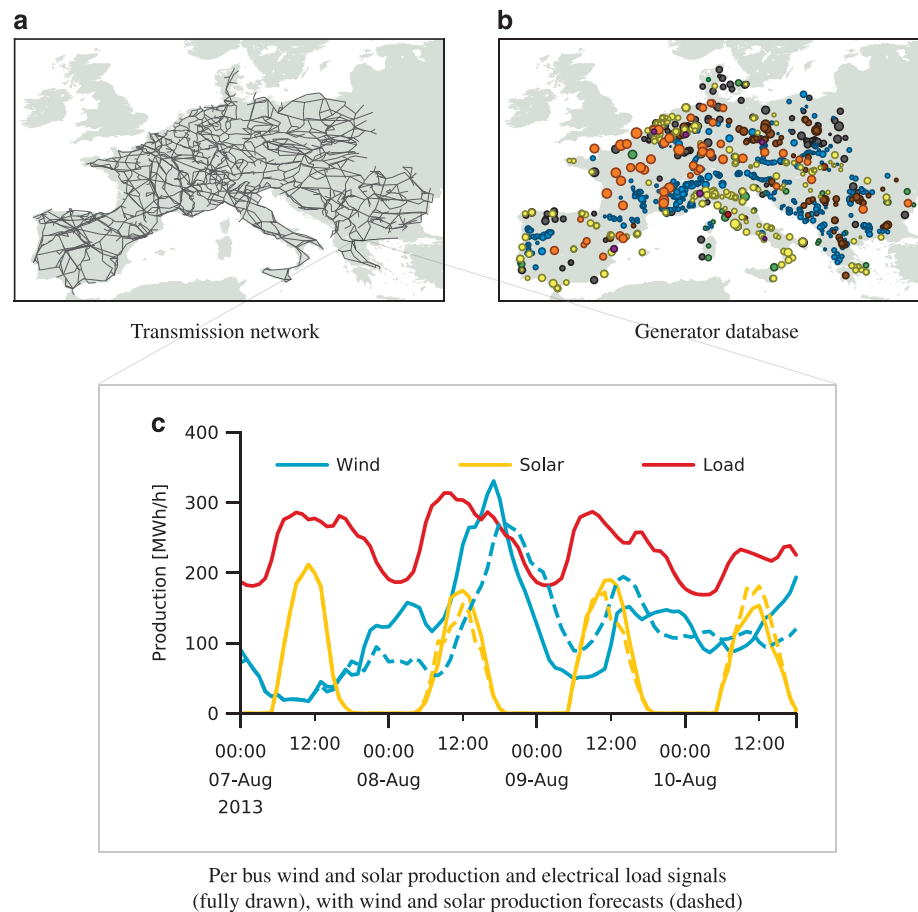 a
b
Transmission network
Generator database
c
400
300
200
100
0
Production [MWh/h]
Wind
Solar
Load
00:00
12:00
00:00
12:00
00:00
12:00
00:00
12:00
07-Aug
08-Aug
09-Aug
10-Aug
2013
Per bus wind and solar production and electrical load signals
(fully drawn), with wind and solar production forecasts (dashed)